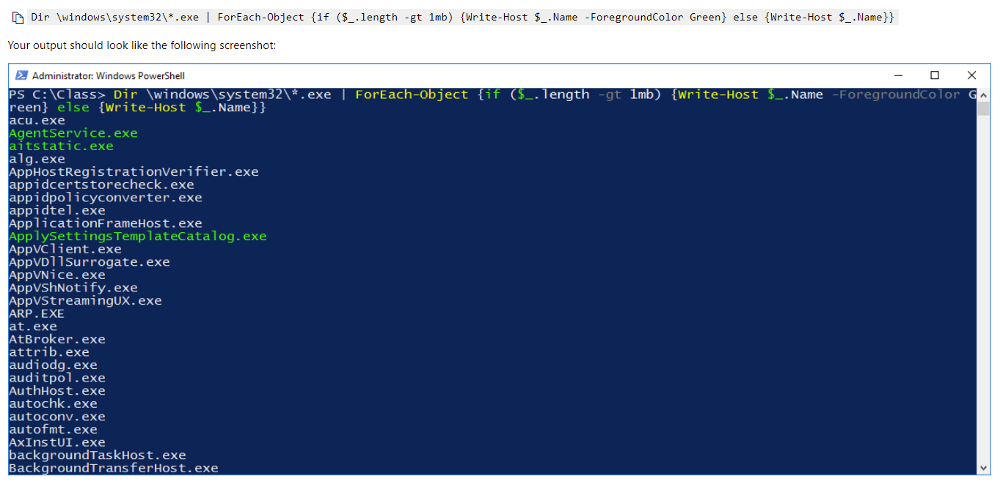 Dir \windows\system32\*.exe | ForEach-Object {if ($_.length -gt 1mb) {Write-Host $_.Name -ForegroundColor Green} else {Write-Host $_.Name}}
Your output should look like the following screenshot:
Administrator: Windows PowerShell
PS C:\Class> Dir \windows\system32\*.exe | ForEach-Object {if ($_.length -gt 1mb) {Write-Host $_.Name -ForegroundColor G
reen} else {Write-Host $_.Name}}
acu.exe
AgentService.exe
aitstatic.exe
alg.exe
AppHostRegistrationVerifier.exe
appidcertstorecheck.exe
appidpolicyconverter.exe
appidtel.exe
ApplicationFrameHost.exe
ApplySettingsTemplateCatalog.exe
AppVClient.exe
AppVDllSurrogate.exe
AppVNice.exe
AppVShNotify.exe
AppVStreamingUX.exe
ARP.EXE
at.exe
AtBroker.exe
attrib.exe
audiodg.exe
auditpol.exe
AuthHost.exe
autochk.exe
autoconv.exe
autofmt.exe
AxInstUI.exe
backgroundTaskHost.exe
BackgroundTransferHost.exe